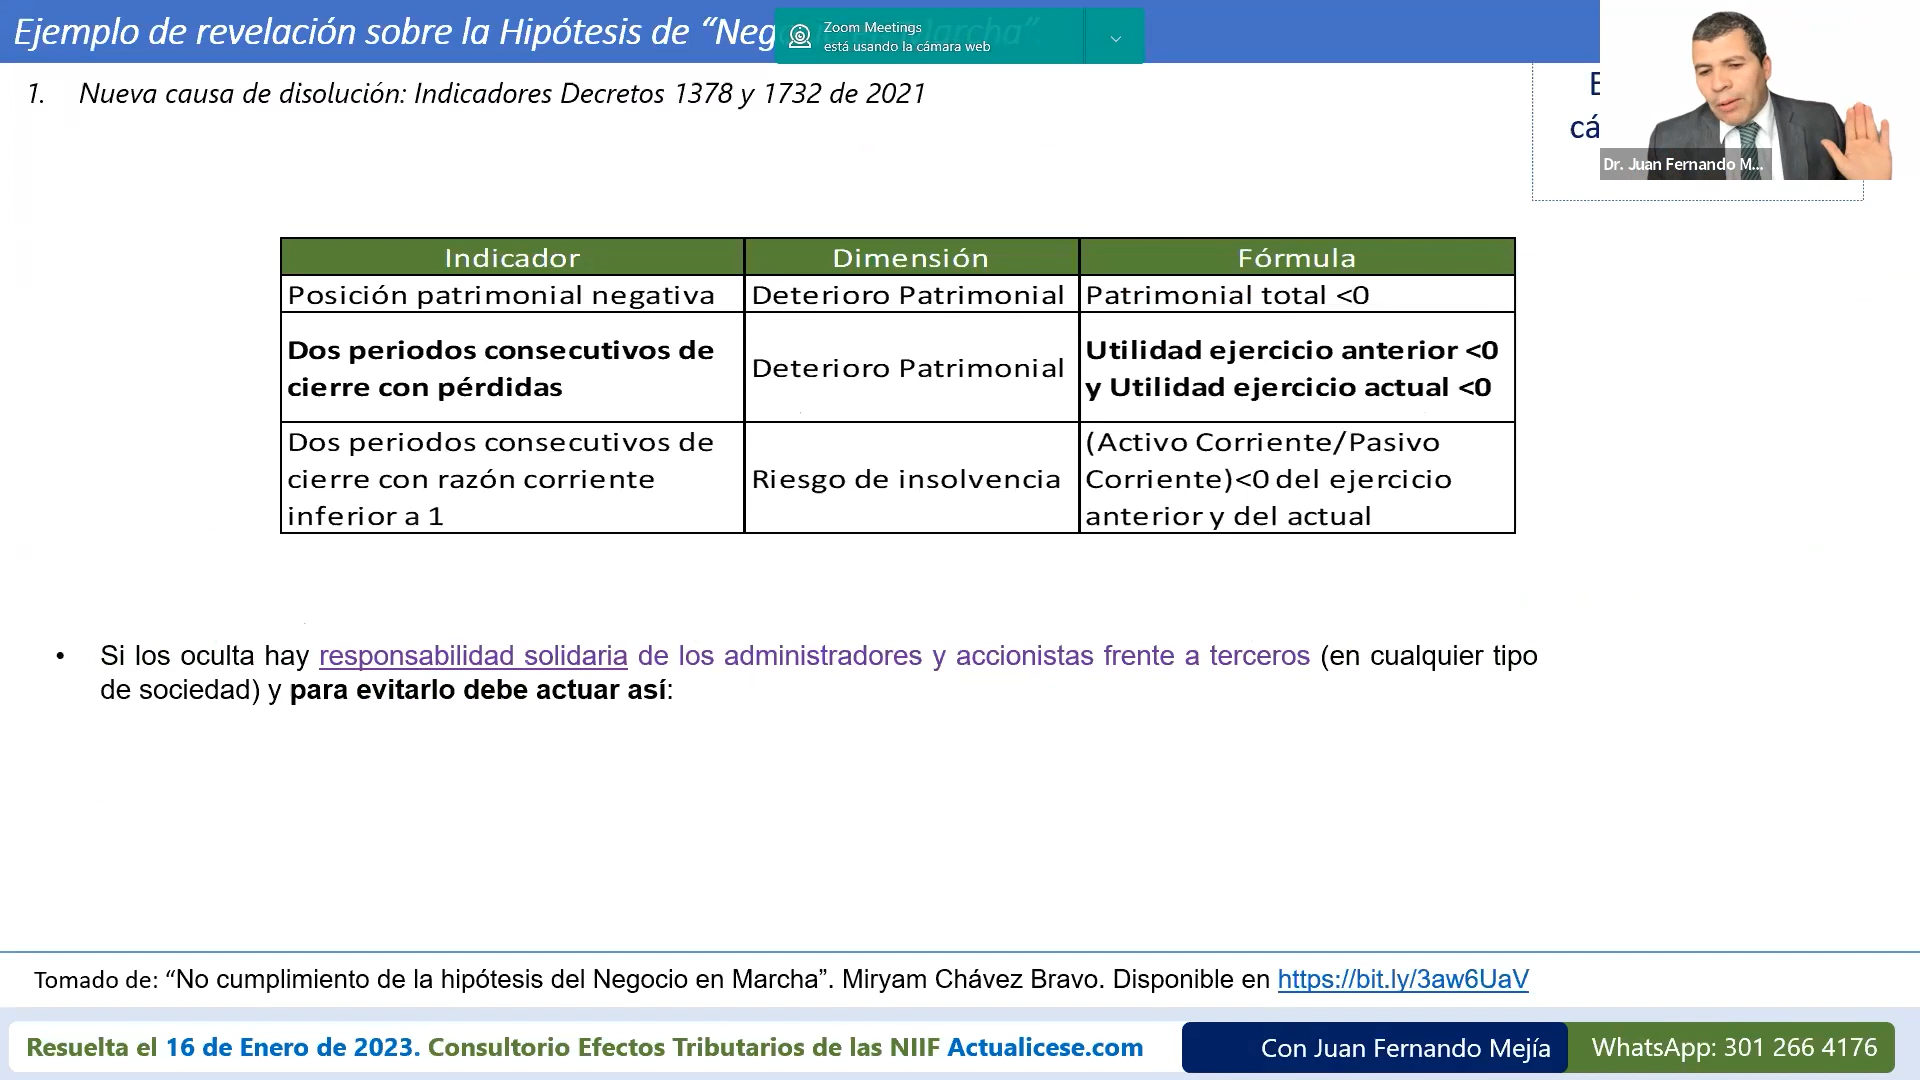 Ejemplo de revelación sobre la Hipótesis de “Neg
Zoom Meetings
está usando la cámara web
1. Nueva causa de disolución: Indicadores Decretos 1378 y 1732 de 2021
cá
Dr. Juan Fernando M...
Indicador Dimensión Fórmula
Posición patrimonial negativa Deterioro Patrimonial Patrimonial total <0
Dos periodos consecutivos de
cierre con pérdidas
Deterioro Patrimonial
Utilidad ejercicio anterior <0
y Utilidad ejercicio actual <0
Dos periodos consecutivos de
cierre con razón corriente
inferior a 1
Riesgo de insolvencia
(Activo Corriente/Pasivo
Corriente)<0 del ejercicio
anterior y del actual
• Si los oculta hay responsabilidad solidaria de los administradores y accionistas frente a terceros (en cualquier tipo
de sociedad) y para evitarlo debe actuar así:
Tomado de: “No cumplimiento de la hipótesis del Negocio en Marcha”. Miryam Chávez Bravo. Disponible en https://bit.ly/3aw6UaV
Resuelta el 16 de Enero de 2023. Consultorio Efectos Tributarios de las NIIF Actualicese.com
Con Juan Fernando Mejía
WhatsApp: 301 266 4176